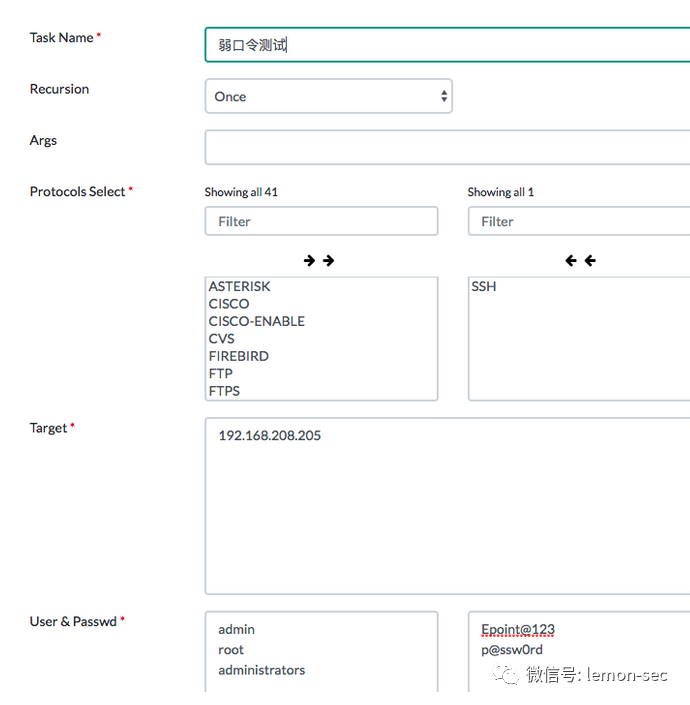 Task Name *
弱口令测试
Recursion
Once
Args
Protocols Select *
Showing all 41
Showing all 1
Filter
Filter
ASTERISK
CISCO
CISCO-ENABLE
CVS
FIREBIRD
FTP
FTPS
SSH
Target *
192.168.208.205
User & Passwd *
admin
root
administrators
Epoint@123
p@ssw0rd
微信号: lemon-sec